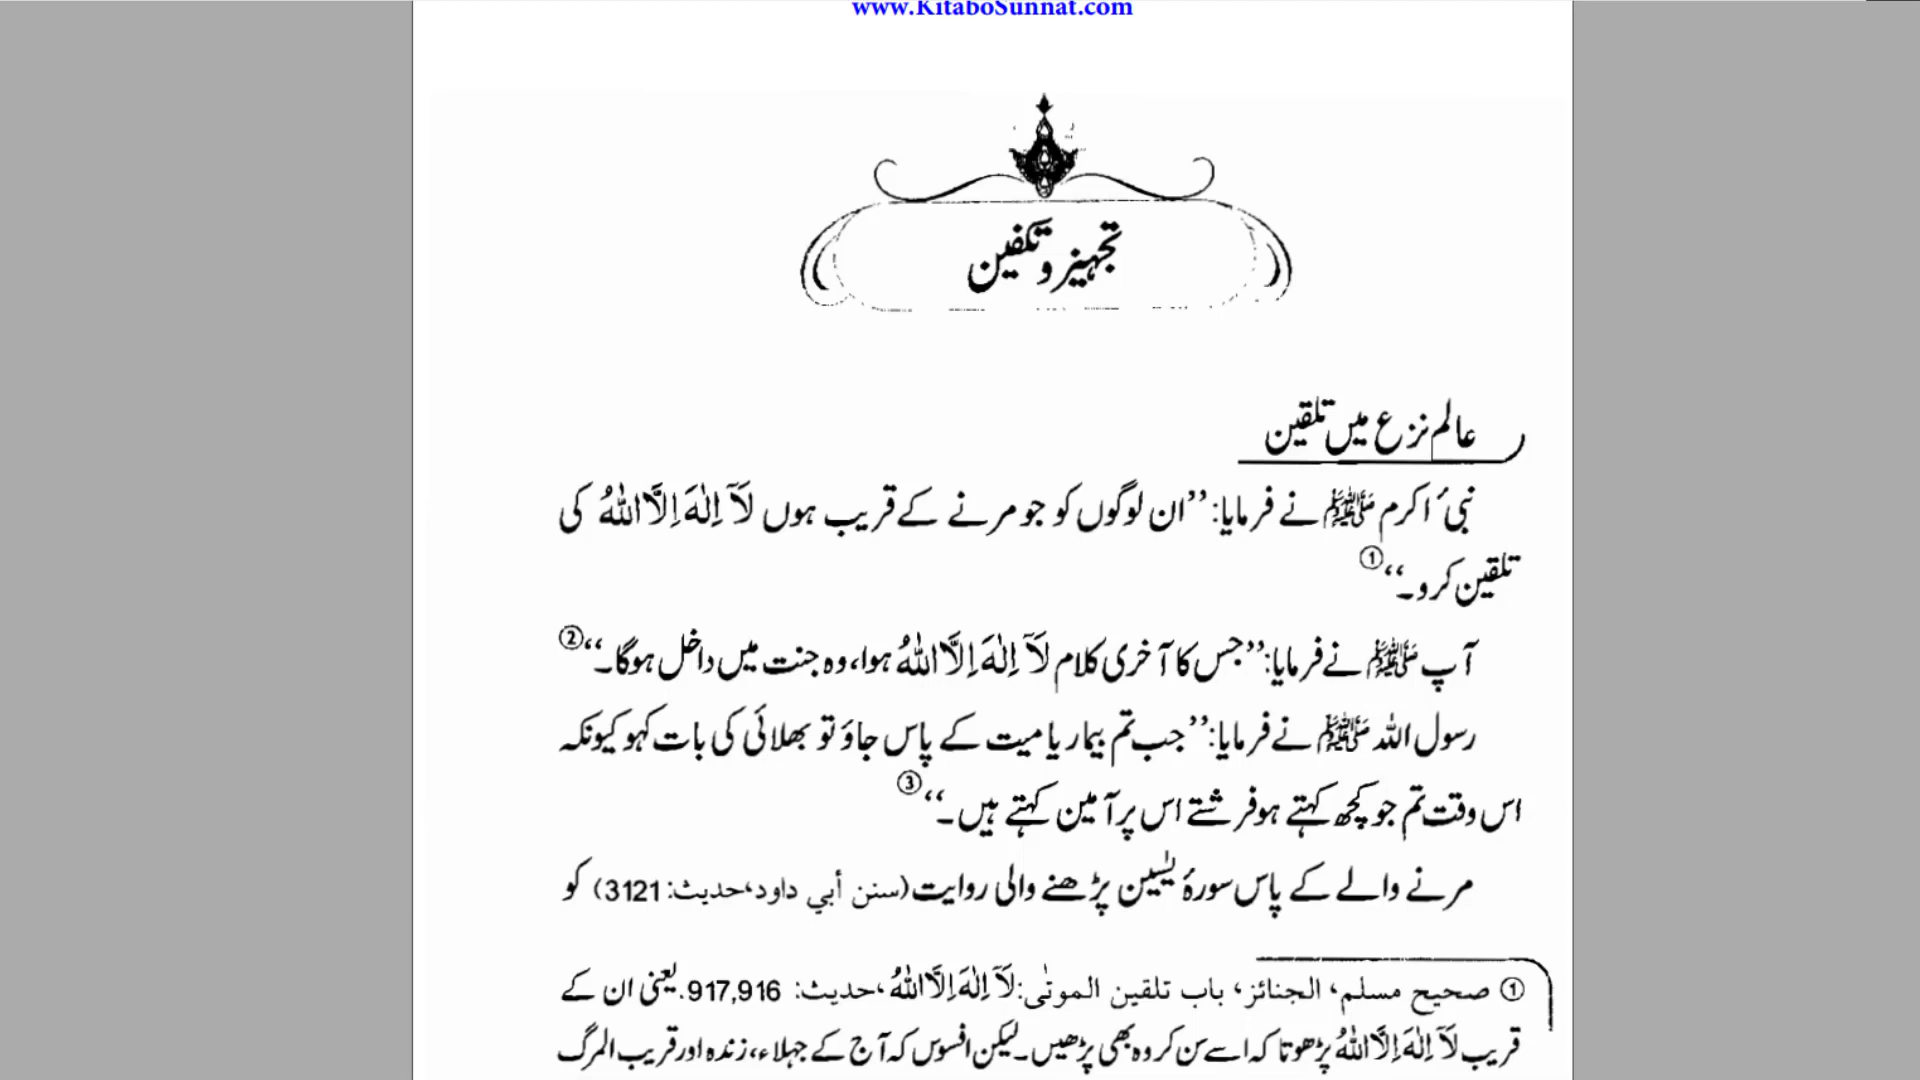 www.KitaboSunnat.com
تجہیز و تکفین
عالم نزع میں تلقین
نبیٔ اکرم ﷺ نے فرمایا: ’’ان لوگوں کو جو مرنے کے قریب ہوں لَآ اِلٰهَ اِلَّا اللّٰهُ کی
تلقین کرو۔‘‘①
آپ ﷺ نے فرمایا: ’’جس کا آخری کلام لَآ اِلٰهَ اِلَّا اللّٰهُ ہوا، وہ جنت میں داخل ہوگا۔‘‘②
رسول اللہ ﷺ نے فرمایا: ’’جب تم بیمار یا میت کے پاس جاؤ تو بھلائی کی بات کہو کیونکہ
اس وقت تم جو کچھ کہتے ہو فرشتے اس پر آمین کہتے ہیں۔‘‘③
مرنے والے کے پاس سورۂ یٰسین پڑھنے والی روایت (سنن أبي داود، حدیث: 3121) کو
① صحیح مسلم، الجنائز، باب تلقین الموتٰی: لَآ اِلٰهَ اِلَّا اللّٰهُ، حدیث: 917,916. یعنی ان کے
قریب لَآ اِلٰهَ اِلَّا اللّٰهُ پڑھو تا کہ اسے سن کر وہ بھی پڑھیں۔ لیکن افسوس کہ آج کے جہلاء، زندہ اور قریب المرگ